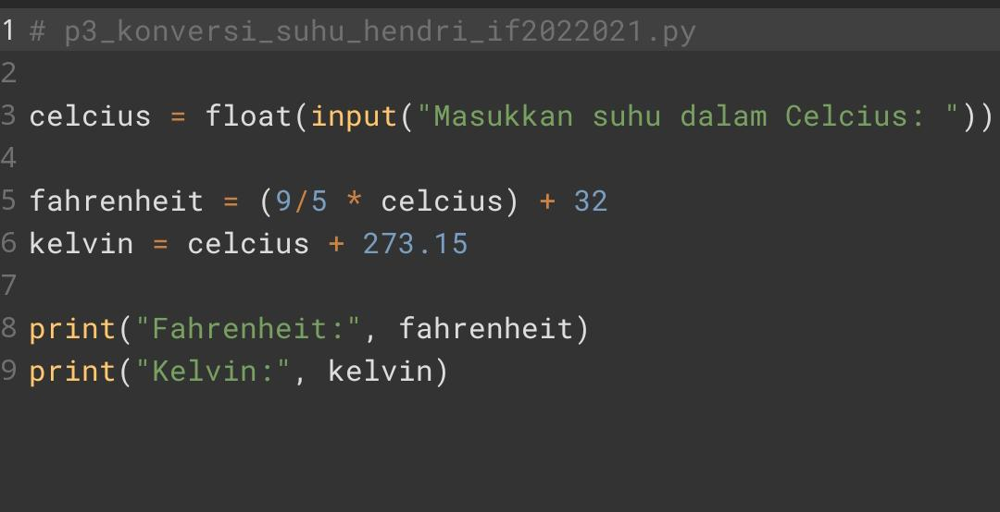 1 # p3_konversi_suhu_hendri_if2022021.py
2
3 celcius = float(input("Masukkan suhu dalam Celcius: "))
4
5 fahrenheit = (9/5 * celcius) + 32
6 kelvin = celcius + 273.15
7
8 print("Fahrenheit:", fahrenheit)
9 print("Kelvin:", kelvin)